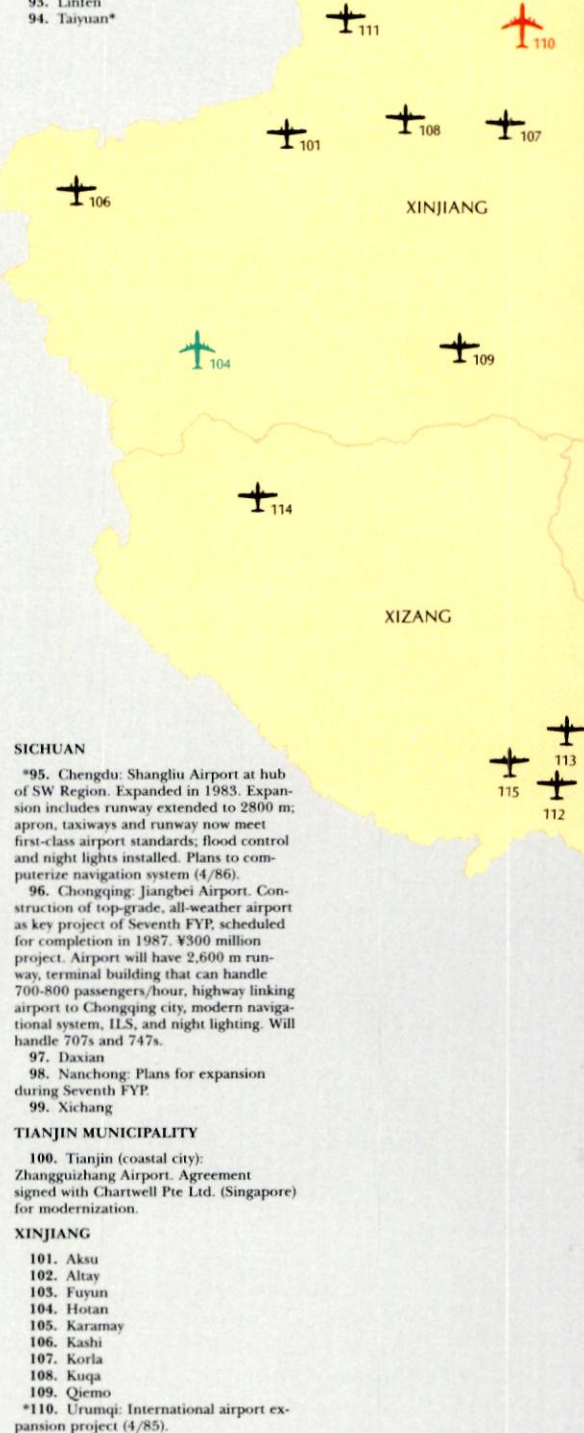 93. Linfen
94. Taiyuan*
111
110
101
108
107
106
XINJIANG
104
109
114
XIZANG
113
115
112
SICHUAN
*95. Chengdu: Shangliu Airport at hub
of SW Region. Expanded in 1983. Expan-
sion includes runway extended to 2800 m;
apron, taxiways and runway now meet
first-class airport standards; flood control
and night lights installed. Plans to com-
puterize navigation system (4/86).
96. Chongqing: Jiangbei Airport. Con-
struction of top-grade, all-weather airport
as key project of Seventh FYP, scheduled
for completion in 1987. ¥300 million
project. Airport will have 2,600 m run-
way, terminal building that can handle
700-800 passengers/hour, highway linking
airport to Chongqing city, modern naviga-
tional system, ILS, and night lighting. Will
handle 707s and 747s.
97. Daxian
98. Nanchong: Plans for expansion
during Seventh FYP.
99. Xichang
TIANJIN MUNICIPALITY
100. Tianjin (coastal city):
Zhangguizhang Airport. Agreement
signed with Chartwell Pte Ltd. (Singapore)
for modernization.
XINJIANG
101. Aksu
102. Altay
103. Fuyun
104. Hotan
105. Karamay
106. Kashi
107. Korla
108. Kuqa
109. Qiemo
*110. Urumqi: International airport ex-
pansion project (4/85).